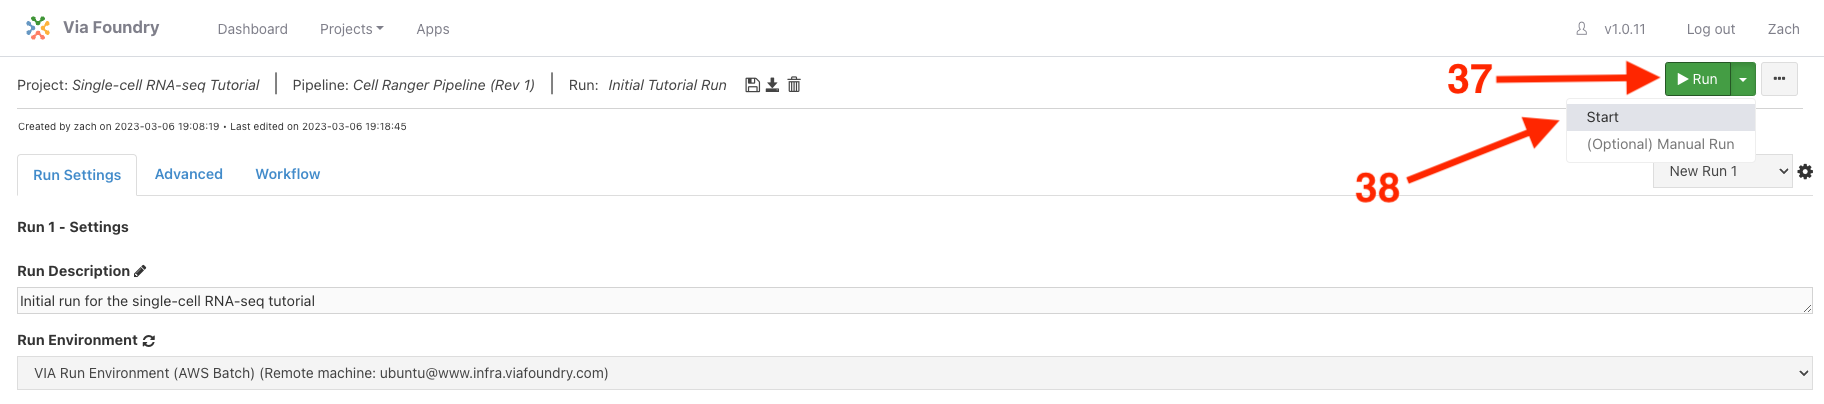 Via Foundry Dashboard Projects Apps v1.0.11 Log out Zach
Project: Single-cell RNA-seq Tutorial Pipeline: Cell Ranger Pipeline (Rev 1) Run: Initial Tutorial Run 37 Run ...
Created by zach on 2023-03-06 19:08:19 • Last edited on 2023-03-06 19:18:45
Start
(Optional) Manual Run
38
Run Settings Advanced Workflow New Run 1
Run 1 - Settings
Run Description
Initial run for the single-cell RNA-seq tutorial
Run Environment
VIA Run Environment (AWS Batch) (Remote machine: ubuntu@www.infra.viafoundry.com)